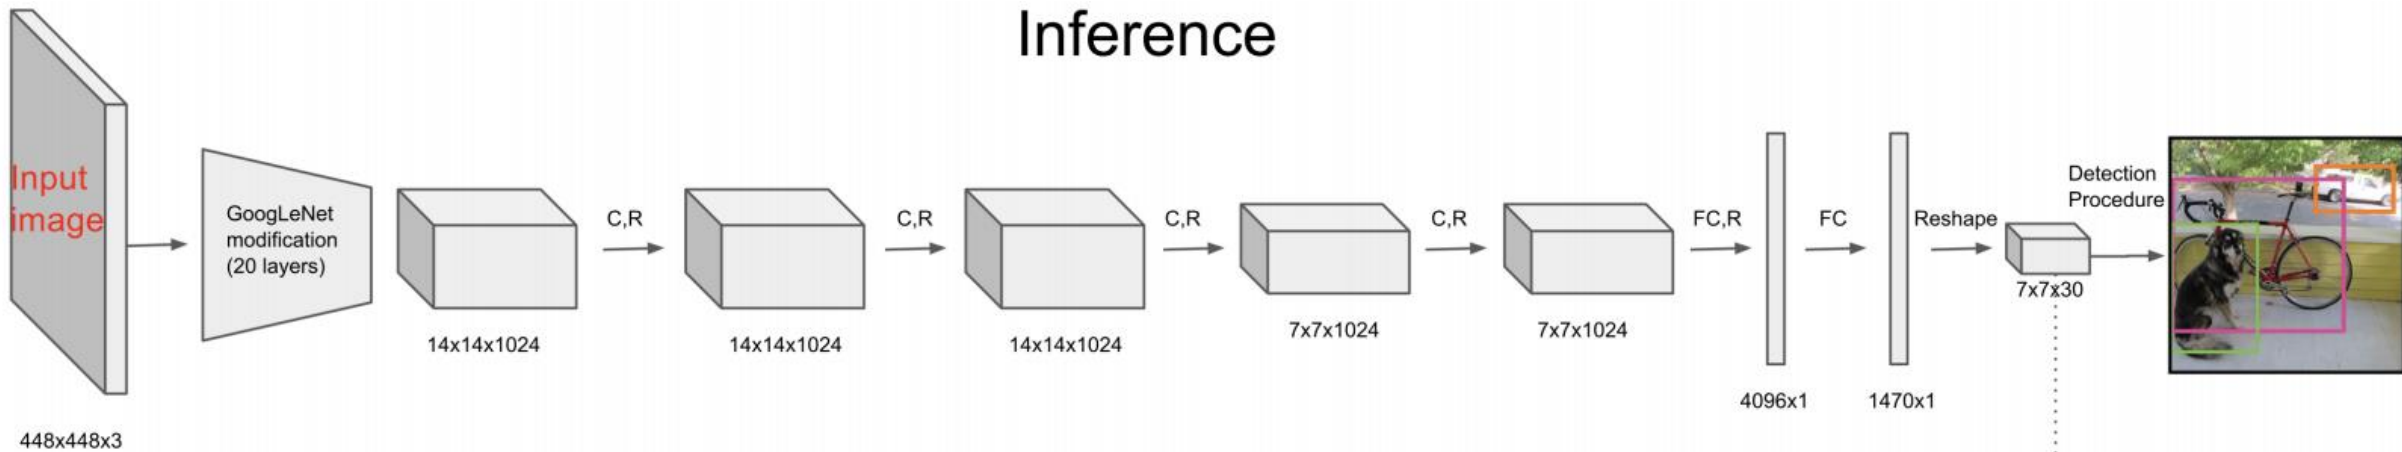 Inference
Input
image
448x448x3
GoogLeNet
modification
(20 layers)
14x14x1024
C,R
14x14x1024
C,R
14x14x1024
C,R
7x7x1024
C,R
7x7x1024
FC,R
4096x1
FC
1470x1
Reshape
7x7x30
Detection
Procedure